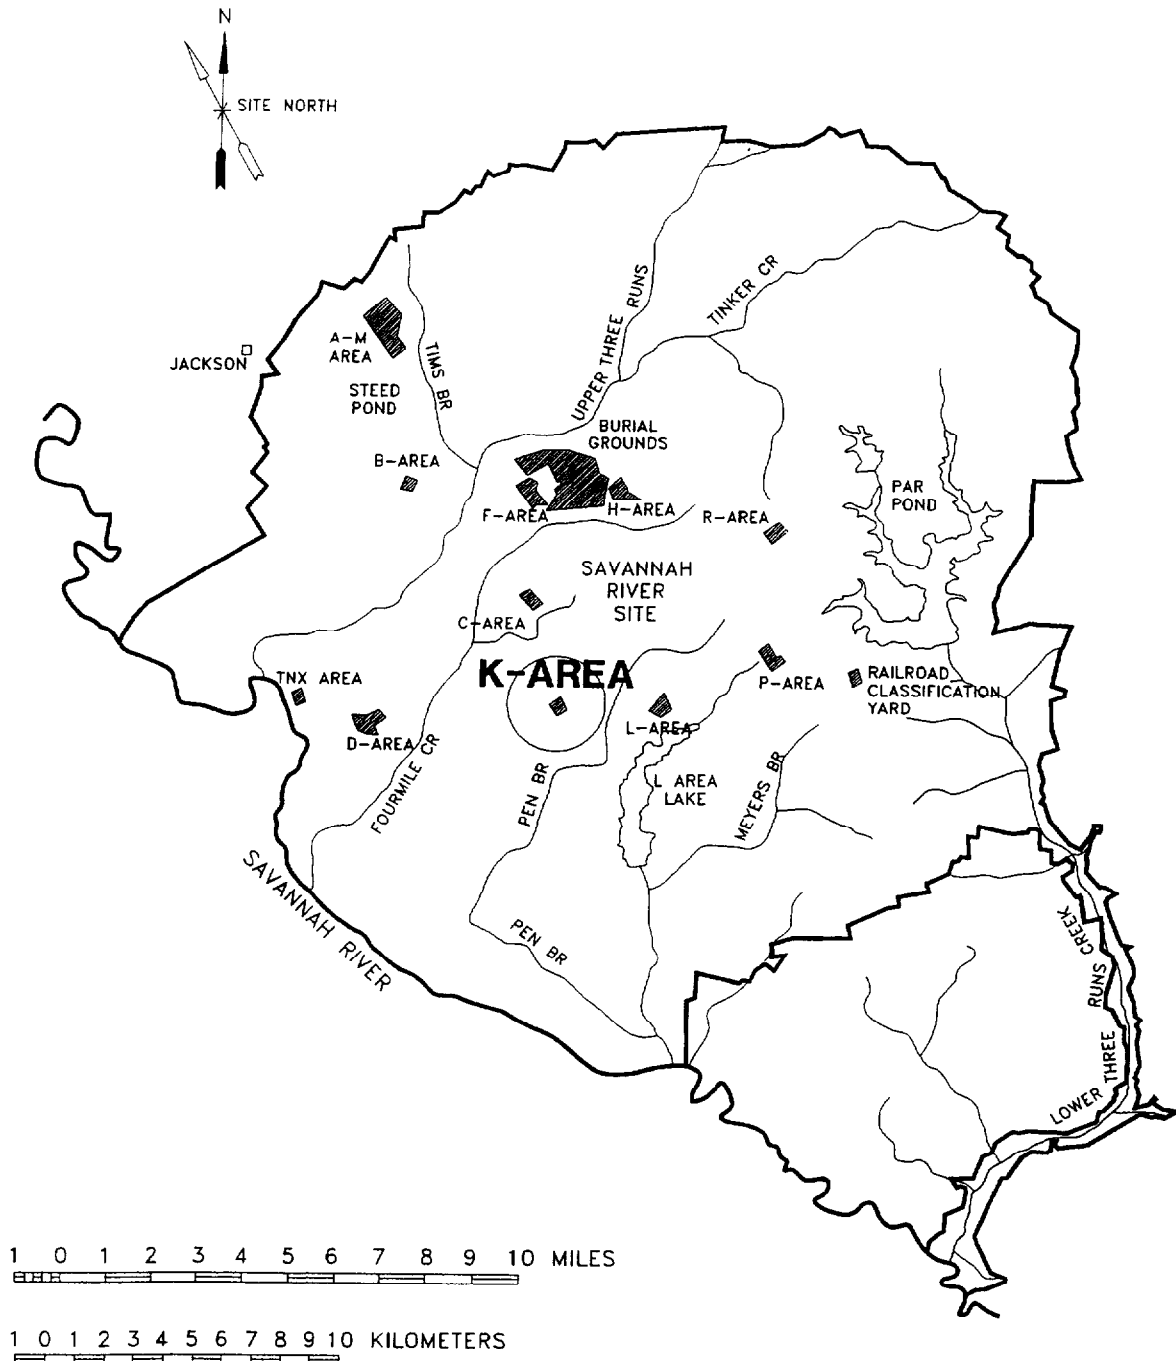 N
SITE NORTH
UPPER THREE RUNS
TINKER CR
A-M
AREA
JACKSON
TIMS BR
STEED
POND
BURIAL
GROUNDS
B-AREA
PAR
POND
F-AREA
H-AREA
R-AREA
SAVANNAH
RIVER
SITE
C-AREA
K-AREA
TNX AREA
P-AREA
RAILROAD
CLASSIFICATION
YARD
D-AREA
L-AREA
FOURMILE CR
PEN BR
L AREA
LAKE
MEYERS BR
SAVANNAH RIVER
PEN BR
LOWER THREE RUNS CREEK
1 0 1 2 3 4 5 6 7 8 9 10 MILES
1 0 1 2 3 4 5 6 7 8 9 10 KILOMETERS